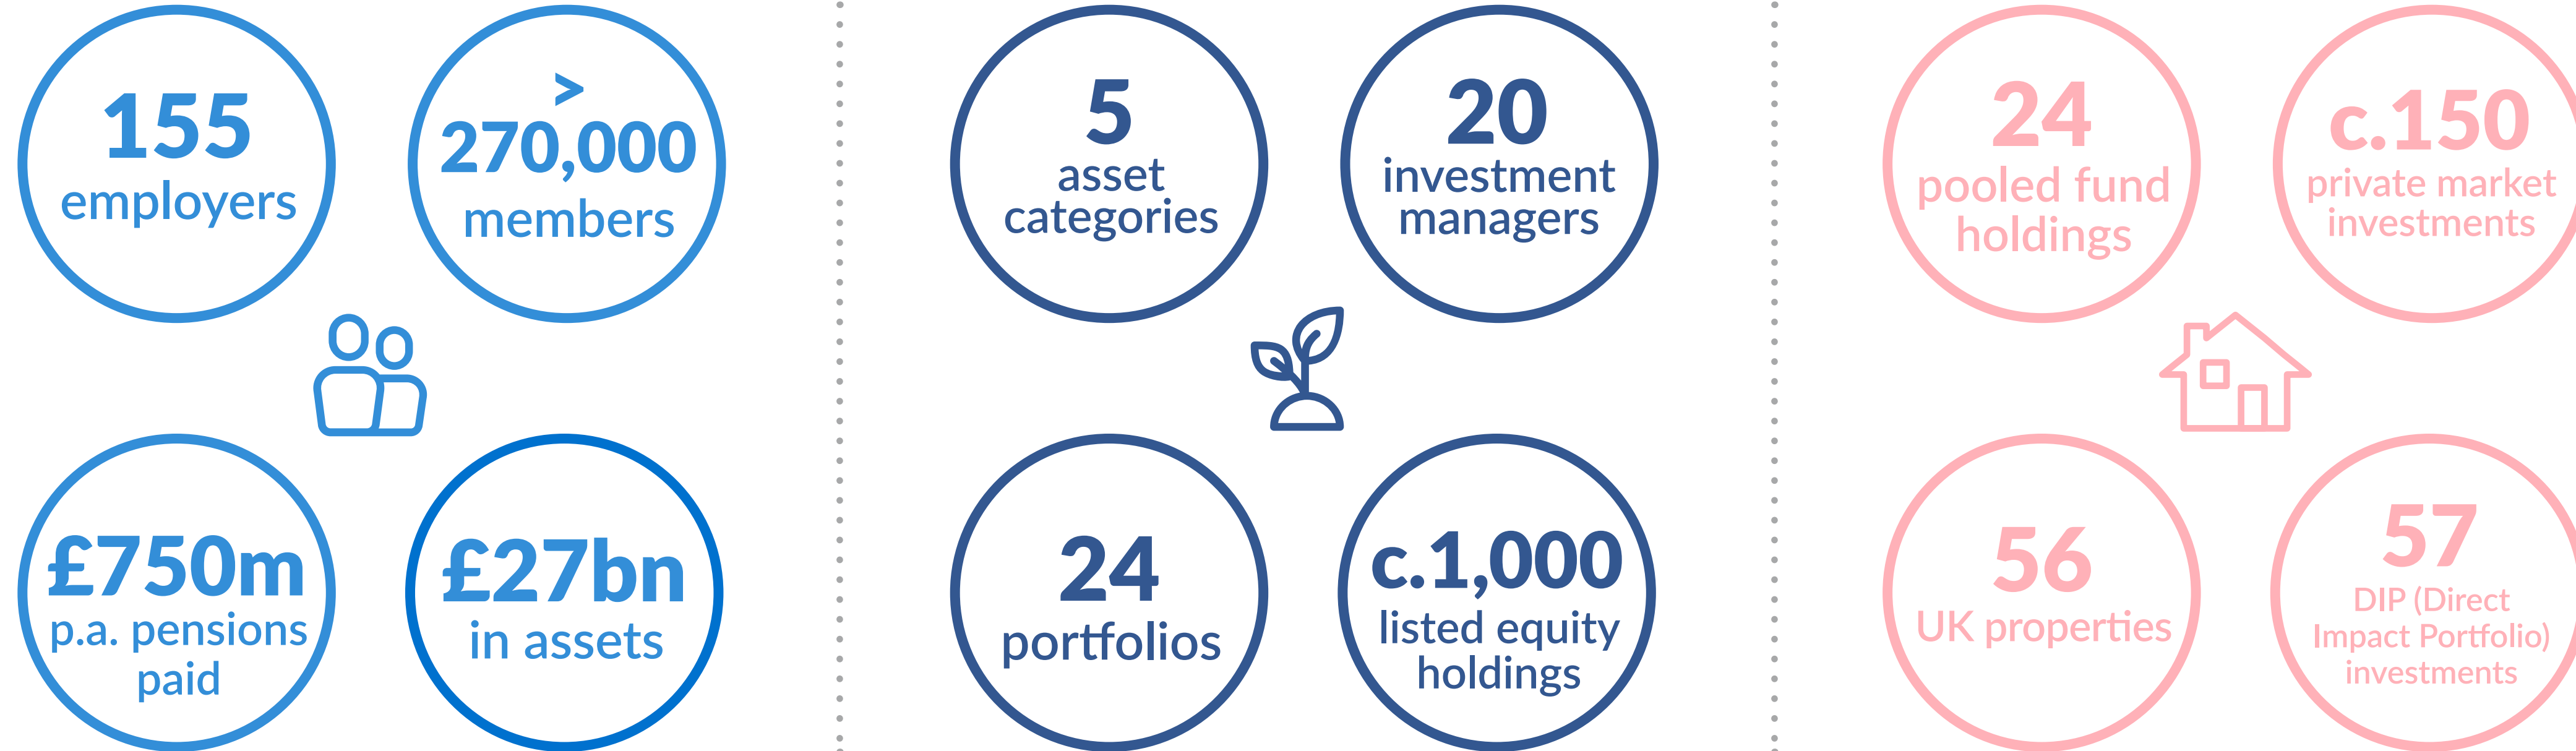 155
employers
>
270,000
members
£750m
p.a. pensions
paid
£27bn
in assets
5
asset
categories
20
investment
managers
24
portfolios
c.1,000
listed equity
holdings
24
pooled fund
holdings
c.150
private market
investments
56
UK properties
57
DIP (Direct
Impact Portfolio)
investments